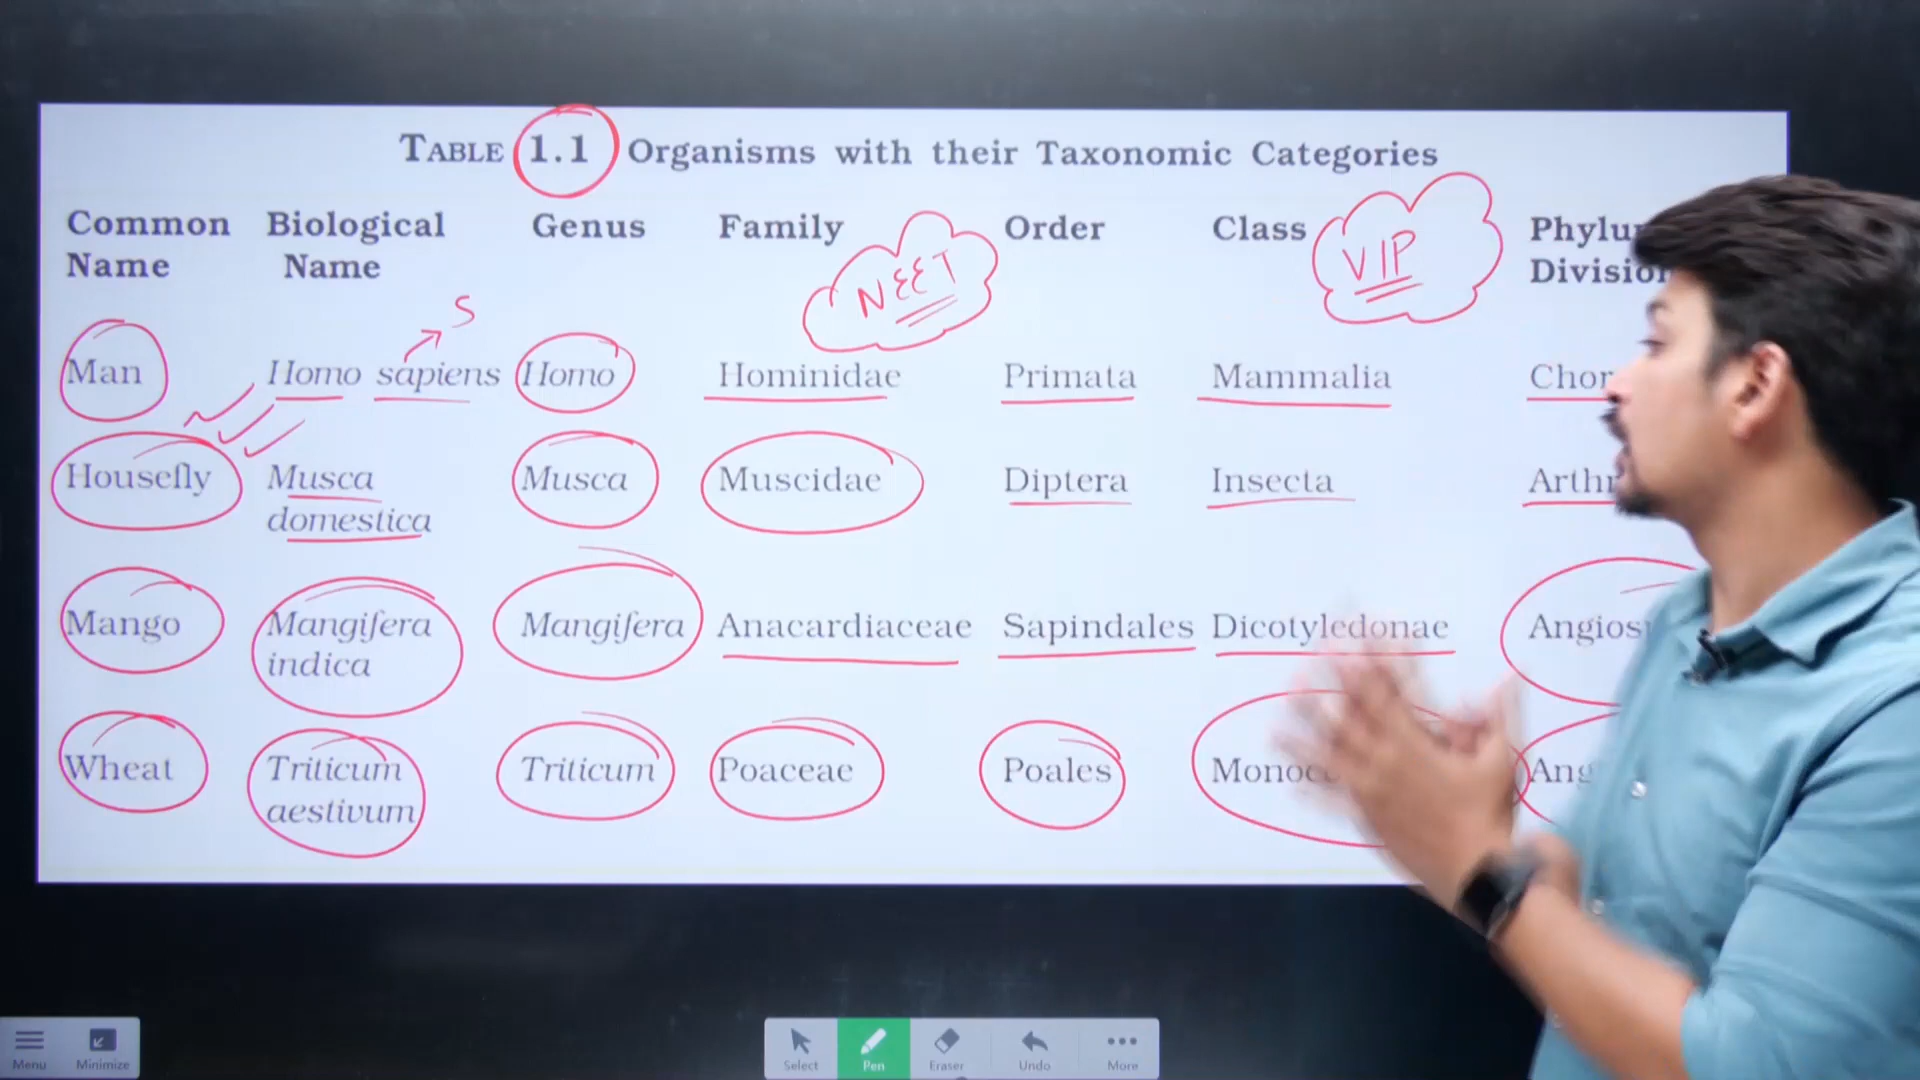 TABLE 1.1 Organisms with their Taxonomic Categories
Common Name Biological Name Genus Family Order Class
NEET
VIP
S
Man Homo sapiens Homo Hominidae Primata Mammalia
Housefly Musca domestica Musca Muscidae Diptera Insecta
Mango Mangifera indica Mangifera Anacardiaceae Sapindales Dicotyledonae
Wheat Triticum aestivum Triticum Poaceae Poales
Menu Minimize Select Pen Eraser Undo More